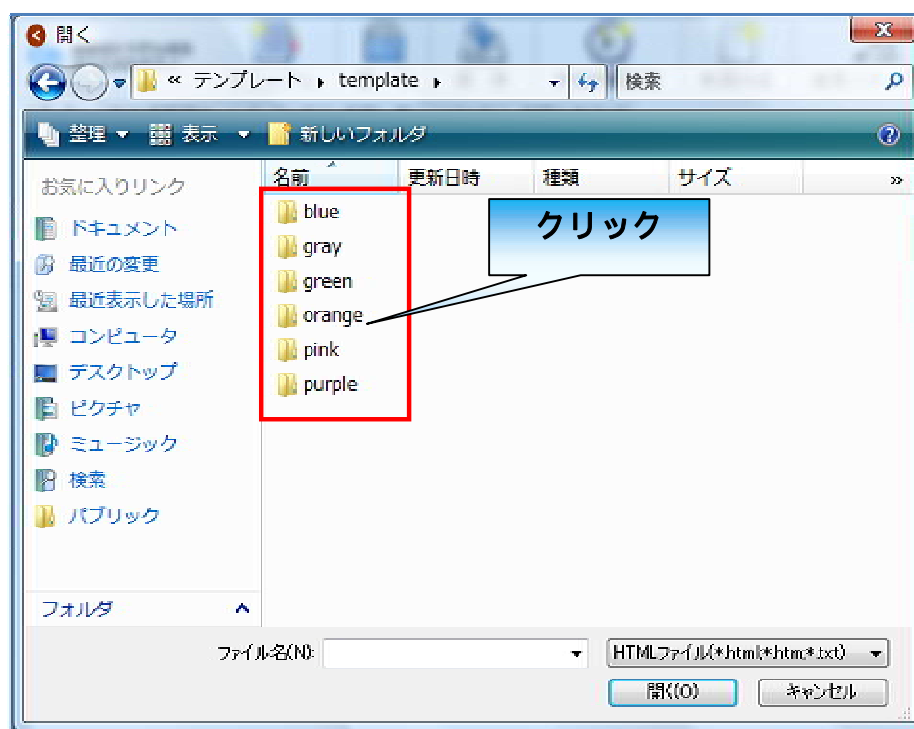 開く
« テンプレート ▸ template ▸
検索
整理 ▼ 表示 ▼ 新しいフォルダ
お気に入りリンク
ドキュメント
最近の変更
最近表示した場所
コンピュータ
デスクトップ
ピクチャ
ミュージック
検索
パブリック
フォルダ
名前 更新日時 種類 サイズ »
blue
gray
green
orange
pink
purple
クリック
ファイル名(N):
HTMLファイル(*.html;*.htm;*.txt)
開く(O) キャンセル